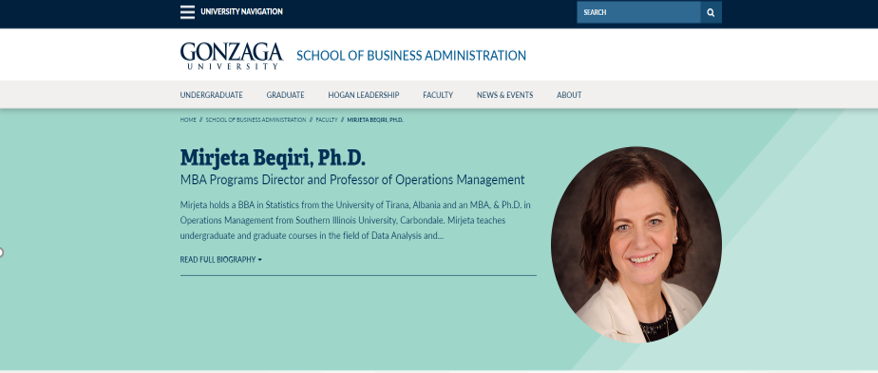 UNIVERSITY NAVIGATION
SEARCH
GONZAGA
UNIVERSITY
SCHOOL OF BUSINESS ADMINISTRATION
UNDERGRADUATE GRADUATE HOGAN LEADERSHIP FACULTY NEWS & EVENTS ABOUT
HOME // SCHOOL OF BUSINESS ADMINISTRATION // FACULTY // MIRJETA BEQIRI, PH.D.
Mirjeta Beqiri, Ph.D.
MBA Programs Director and Professor of Operations Management
Mirjeta holds a BBA in Statistics from the University of Tirana, Albania and an MBA, & Ph.D. in
Operations Management from Southern Illinois University, Carbondale. Mirjeta teaches
undergraduate and graduate courses in the field of Data Analysis and...
READ FULL BIOGRAPHY